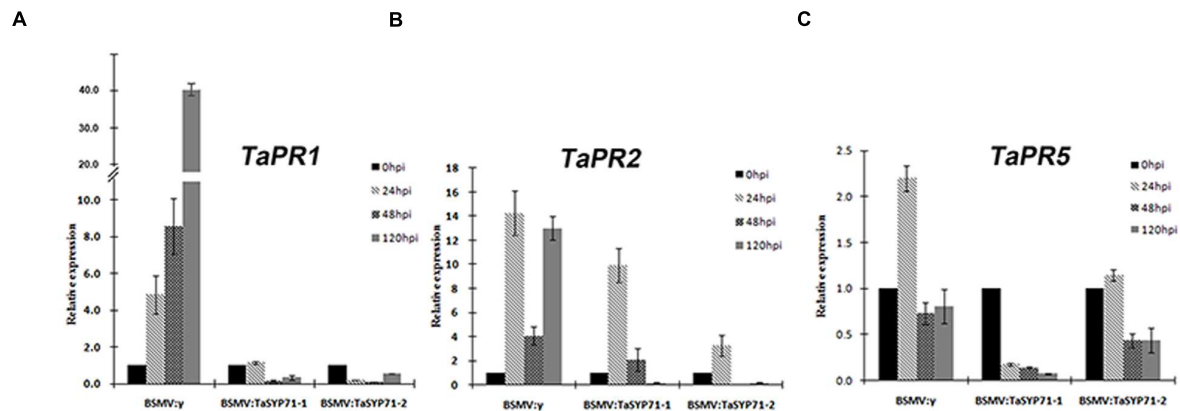 A
B
C
TaPR1
Relative expression
40.0
30.0
20.0
10.0
8.0
6.0
4.0
2.0
0.0
0hpi
24hpi
48hpi
120hpi
BSMV:γ
BSMV:TaSYP71-1
BSMV:TaSYP71-2
TaPR2
Relative expression
18
16
14
12
10
8
6
4
2
0
0hpi
24hpi
48hpi
120hpi
BSMV:γ
BSMV:TaSYP71-1
BSMV:TaSYP71-2
TaPR5
Relative expression
2.5
2.0
1.5
1.0
0.5
0.0
0hpi
24hpi
48hpi
120hpi
BSMV:γ
BSMV:TaSYP71-1
BSMV:TaSYP71-2